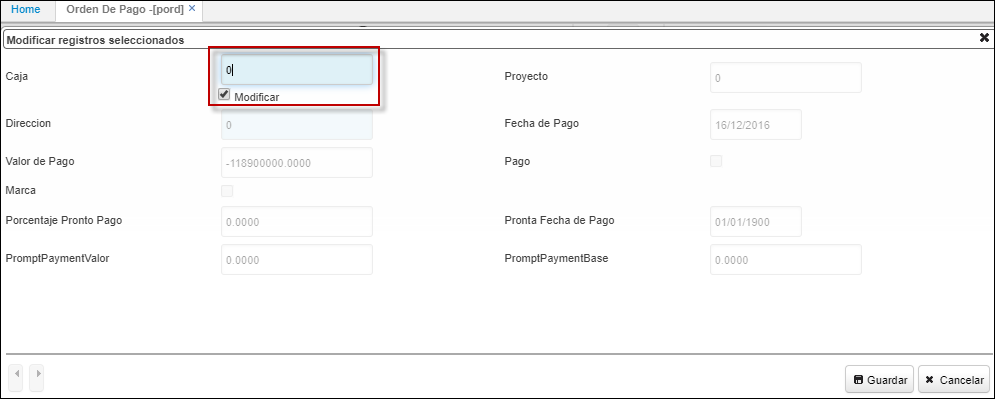 Home Orden De Pago -[pord] ×
Modificar registros seleccionados ✖
Caja 0 Proyecto 0
Modificar
Direccion 0 Fecha de Pago 16/12/2016
Valor de Pago -118900000.0000 Pago
Marca
Porcentaje Pronto Pago 0.0000 Pronta Fecha de Pago 01/01/1900
PromptPaymentValor 0.0000 PromptPaymentBase 0.0000
Guardar ✖ Cancelar